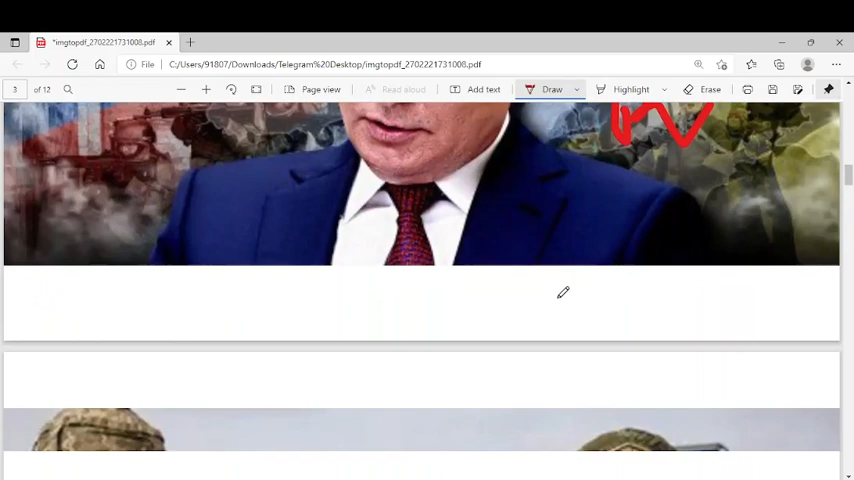 *imgtopdf_2702221731008.pdf
File C:/Users/91807/Downloads/Telegram%20Desktop/imgtopdf_2702221731008.pdf
3 of 12 Page view Read aloud Add text Draw Highlight Erase